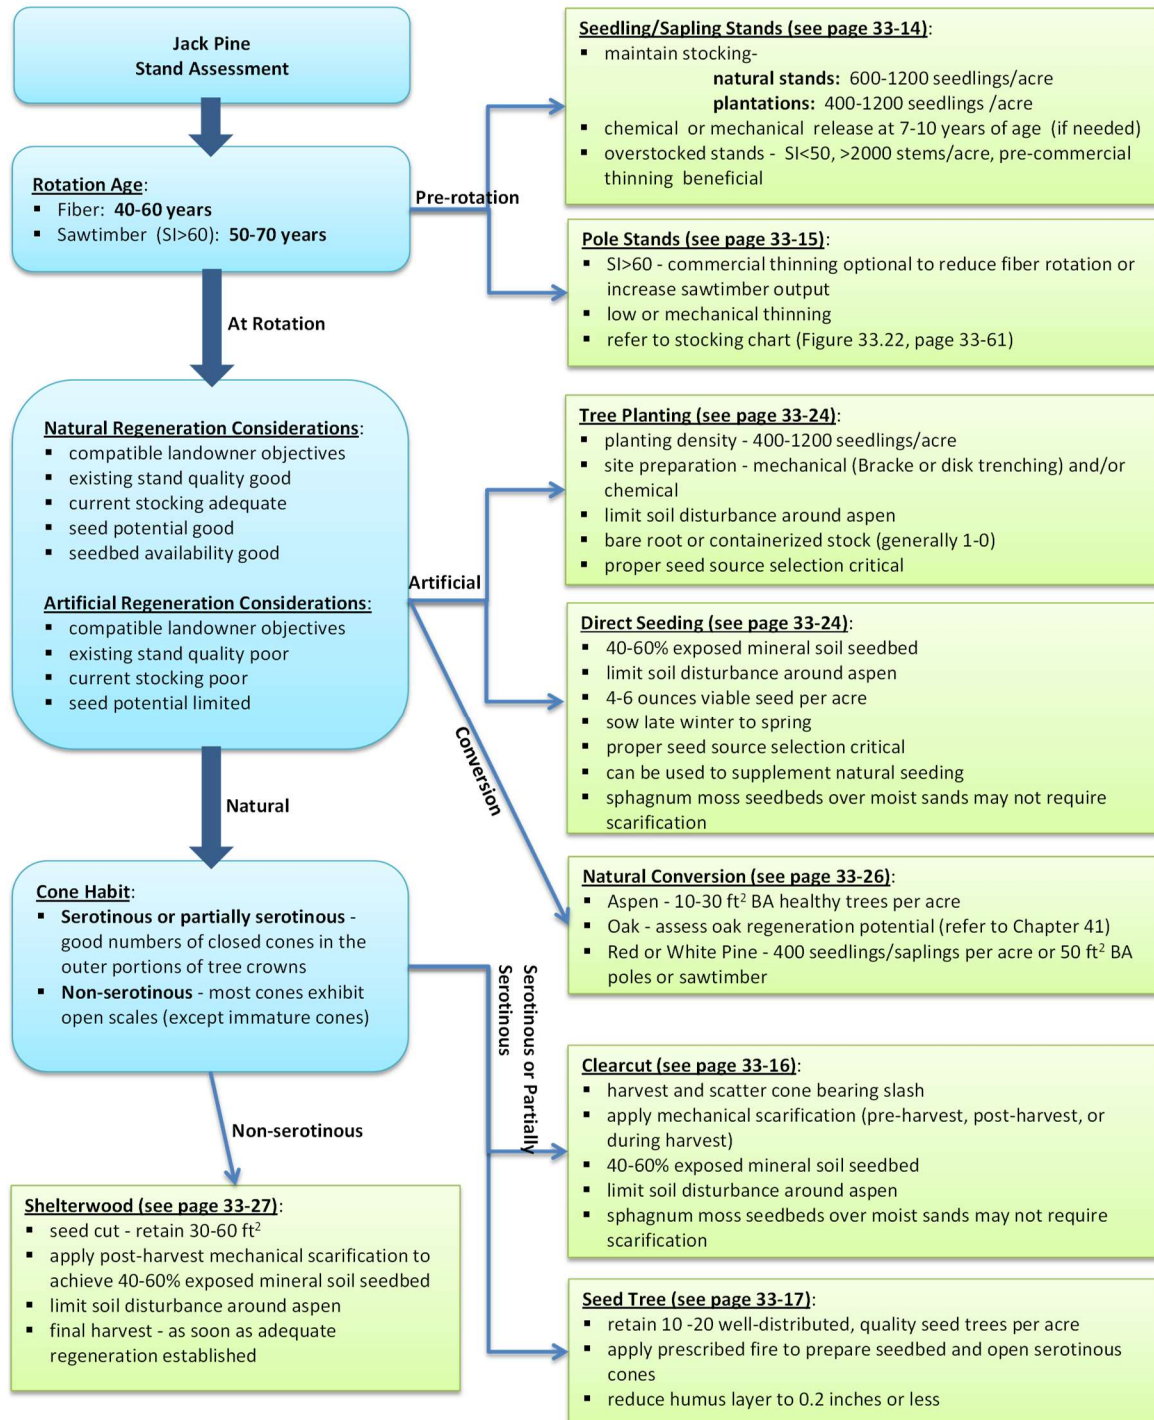 Jack Pine
Stand Assessment
Rotation Age:
▪ Fiber: 40-60 years
▪ Sawtimber (SI>60): 50-70 years
Pre-rotation
At Rotation
Seedling/Sapling Stands (see page 33-14):
▪ maintain stocking-
natural stands: 600-1200 seedlings/acre
plantations: 400-1200 seedlings /acre
▪ chemical or mechanical release at 7-10 years of age (if needed)
▪ overstocked stands - SI<50, >2000 stems/acre, pre-commercial
thinning beneficial
Pole Stands (see page 33-15):
▪ SI>60 - commercial thinning optional to reduce fiber rotation or
increase sawtimber output
▪ low or mechanical thinning
▪ refer to stocking chart (Figure 33.22, page 33-61)
Natural Regeneration Considerations:
▪ compatible landowner objectives
▪ existing stand quality good
▪ current stocking adequate
▪ seed potential good
▪ seedbed availability good
Artificial Regeneration Considerations:
▪ compatible landowner objectives
▪ existing stand quality poor
▪ current stocking poor
▪ seed potential limited
Artificial
Conversion
Natural
Tree Planting (see page 33-24):
▪ planting density - 400-1200 seedlings/acre
▪ site preparation - mechanical (Bracke or disk trenching) and/or
chemical
▪ limit soil disturbance around aspen
▪ bare root or containerized stock (generally 1-0)
▪ proper seed source selection critical
Direct Seeding (see page 33-24):
▪ 40-60% exposed mineral soil seedbed
▪ limit soil disturbance around aspen
▪ 4-6 ounces viable seed per acre
▪ sow late winter to spring
▪ proper seed source selection critical
▪ can be used to supplement natural seeding
▪ sphagnum moss seedbeds over moist sands may not require
scarification
Natural Conversion (see page 33-26):
▪ Aspen - 10-30 ft² BA healthy trees per acre
▪ Oak - assess oak regeneration potential (refer to Chapter 41)
▪ Red or White Pine - 400 seedlings/saplings per acre or 50 ft² BA
poles or sawtimber
Cone Habit:
▪ Serotinous or partially serotinous -
good numbers of closed cones in the
outer portions of tree crowns
▪ Non-serotinous - most cones exhibit
open scales (except immature cones)
Serotinous or Partially
Serotinous
Non-serotinous
Clearcut (see page 33-16):
▪ harvest and scatter cone bearing slash
▪ apply mechanical scarification (pre-harvest, post-harvest, or
during harvest)
▪ 40-60% exposed mineral soil seedbed
▪ limit soil disturbance around aspen
▪ sphagnum moss seedbeds over moist sands may not require
scarification
Shelterwood (see page 33-27):
▪ seed cut - retain 30-60 ft²
▪ apply post-harvest mechanical scarification to
achieve 40-60% exposed mineral soil seedbed
▪ limit soil disturbance around aspen
▪ final harvest - as soon as adequate
regeneration established
Seed Tree (see page 33-17):
▪ retain 10 -20 well-distributed, quality seed trees per acre
▪ apply prescribed fire to prepare seedbed and open serotinous
cones
▪ reduce humus layer to 0.2 inches or less